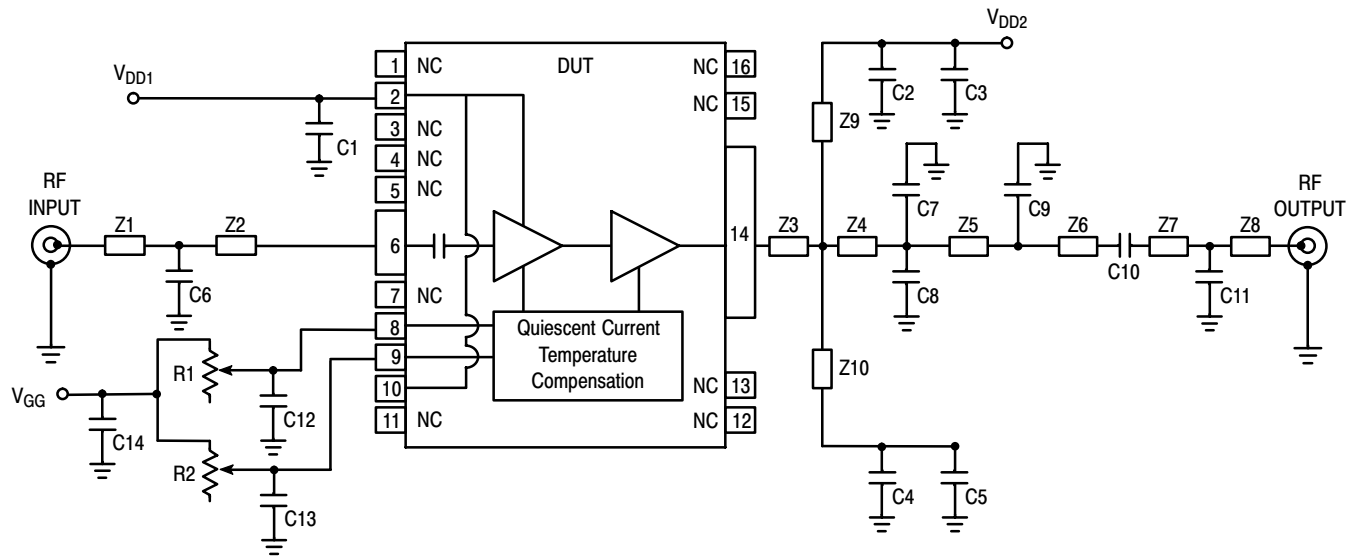 V_DD2
1 NC
DUT
NC 16
V_DD1
2
C2
C3
NC 15
3 NC
Z9
C1
4 NC
5 NC
RF
INPUT
C7
C9
RF
OUTPUT
Z1
Z2
6
14
Z3
Z4
Z5
Z6
Z7
Z8
C10
C6
C8
C11
7 NC
8
Quiescent Current
Temperature
Compensation
9
R1
Z10
V_GG
10
NC 13
C12
C14
11 NC
NC 12
R2
C13
C4
C5